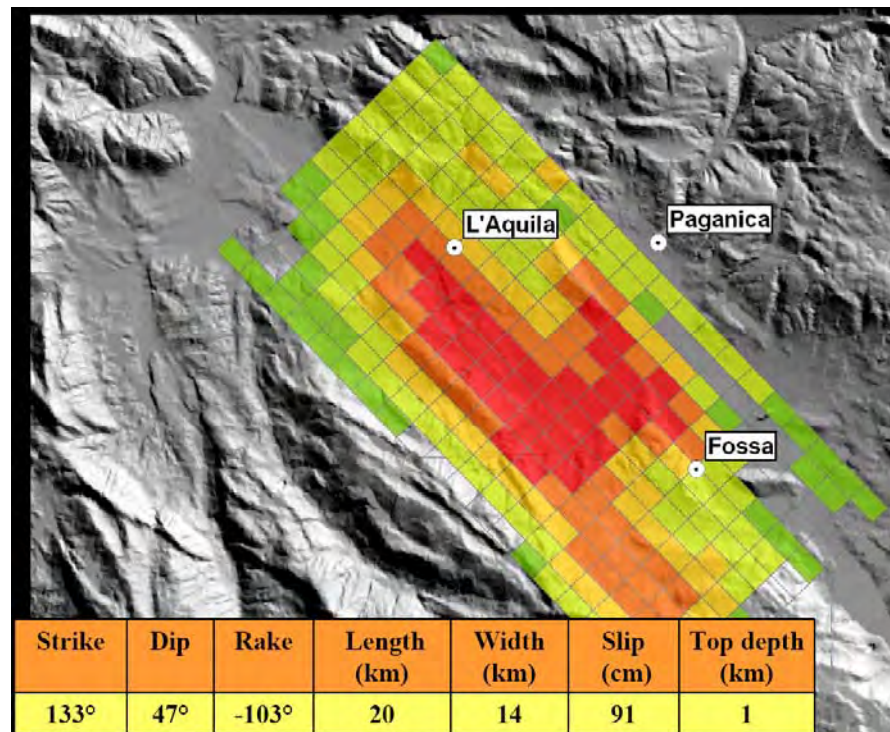 L'Aquila
Paganica
Fossa
Strike Dip Rake Length (km) Width (km) Slip (cm) Top depth (km)
133° 47° -103° 20 14 91 1